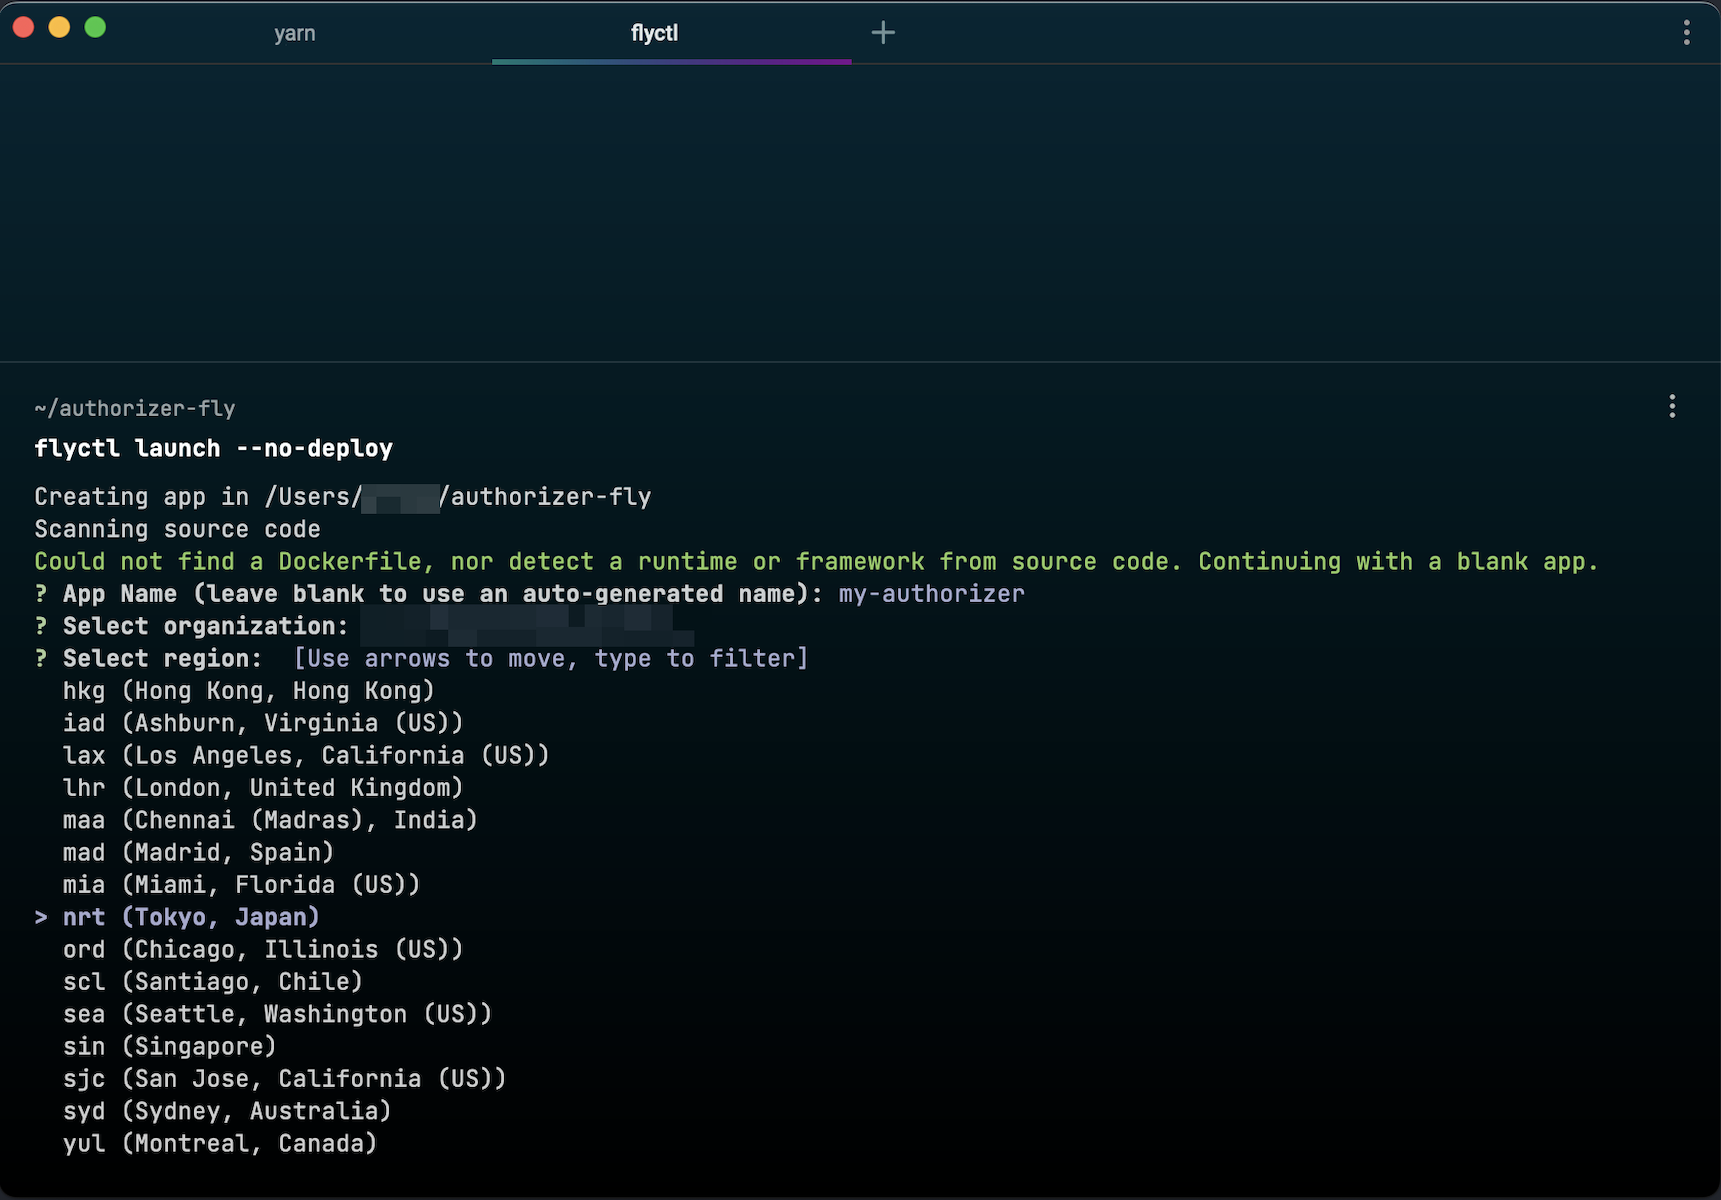 yarn
flyctl
~/authorizer-fly
flyctl launch --no-deploy
Creating app in /Users/ /authorizer-fly
Scanning source code
Could not find a Dockerfile, nor detect a runtime or framework from source code. Continuing with a blank app.
? App Name (leave blank to use an auto-generated name): my-authorizer
? Select organization:
? Select region:  [Use arrows to move, type to filter]
hkg (Hong Kong, Hong Kong)
iad (Ashburn, Virginia (US))
lax (Los Angeles, California (US))
lhr (London, United Kingdom)
maa (Chennai (Madras), India)
mad (Madrid, Spain)
mia (Miami, Florida (US))
> nrt (Tokyo, Japan)
ord (Chicago, Illinois (US))
scl (Santiago, Chile)
sea (Seattle, Washington (US))
sin (Singapore)
sjc (San Jose, California (US))
syd (Sydney, Australia)
yul (Montreal, Canada)